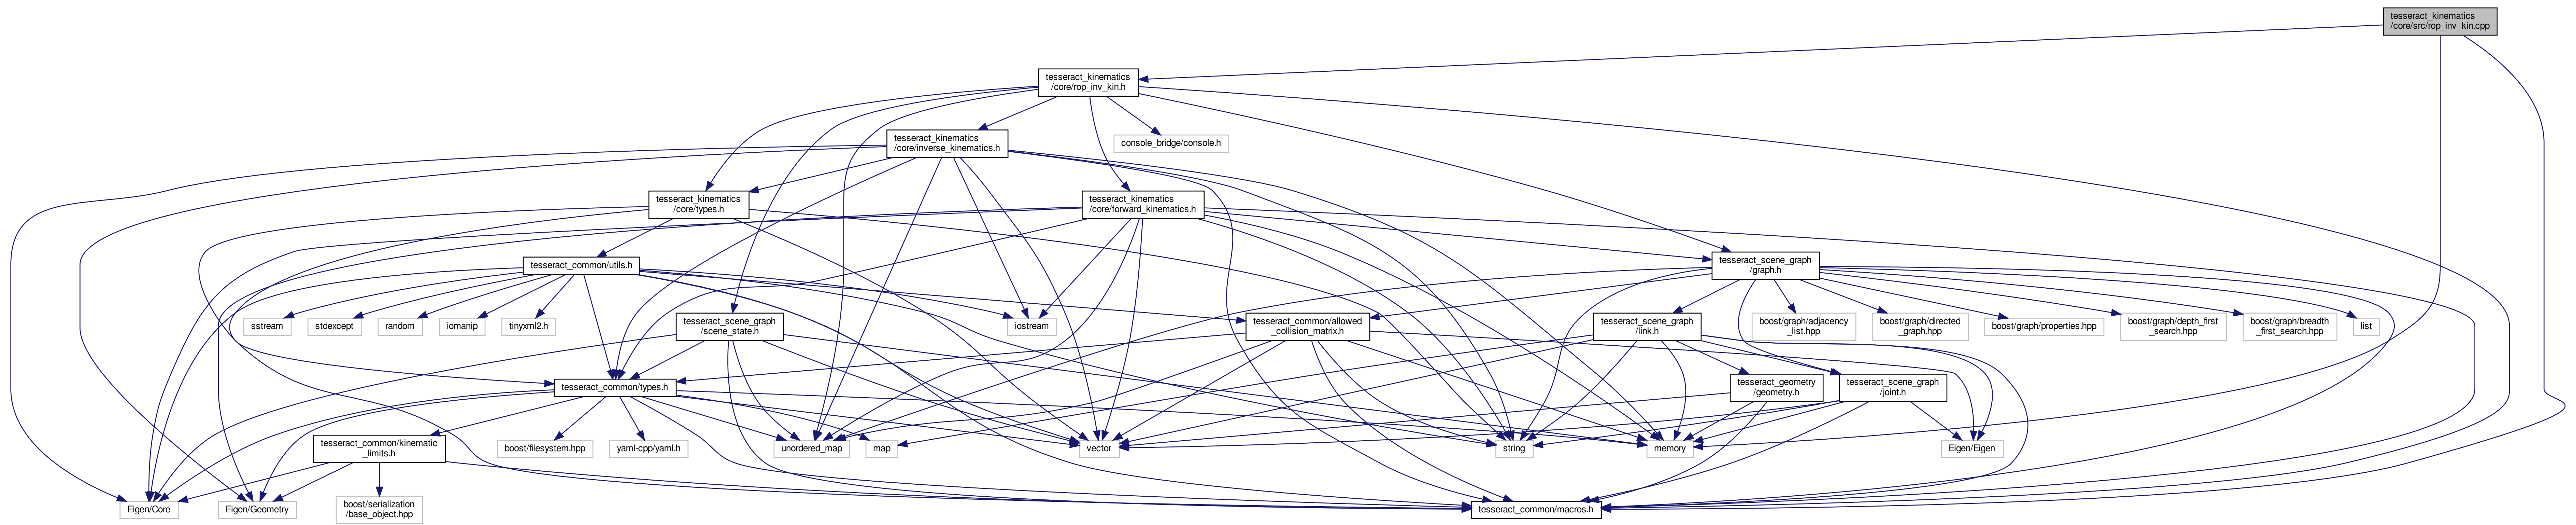 tesseract_kinematics
/core/src/rop_inv_kin.cpp
tesseract_kinematics
/core/rop_inv_kin.h
tesseract_kinematics
/core/inverse_kinematics.h
console_bridge/console.h
tesseract_kinematics
/core/types.h
tesseract_kinematics
/core/forward_kinematics.h
tesseract_common/utils.h
tesseract_scene_graph
/graph.h
sstream
stdexcept
random
iomanip
tinyxml2.h
tesseract_scene_graph
/scene_state.h
iostream
tesseract_common/allowed
_collision_matrix.h
tesseract_scene_graph
/link.h
boost/graph/adjacency
_list.hpp
boost/graph/directed
_graph.hpp
boost/graph/properties.hpp
boost/graph/depth_first
_search.hpp
boost/graph/breadth
_first_search.hpp
list
tesseract_common/types.h
tesseract_geometry
/geometry.h
tesseract_scene_graph
/joint.h
tesseract_common/kinematic
_limits.h
boost/filesystem.hpp
yaml-cpp/yaml.h
unordered_map
map
vector
string
memory
Eigen/Eigen
Eigen/Core
Eigen/Geometry
boost/serialization
/base_object.hpp
tesseract_common/macros.h